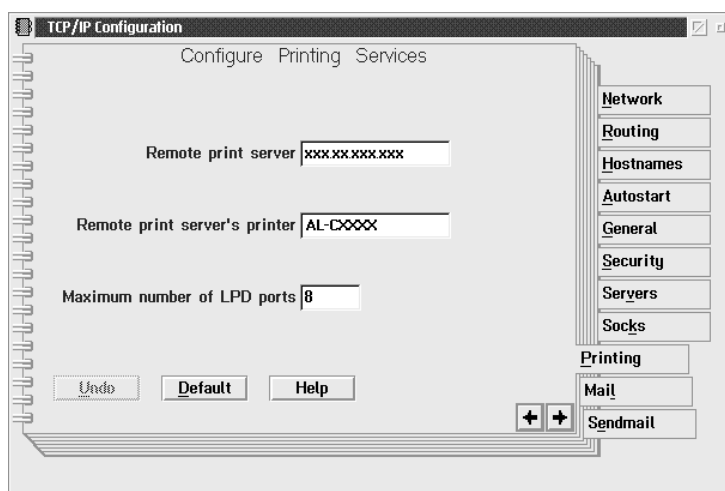 TCP/IP Configuration
Configure Printing Services
Network
Routing
Remote print server xxx.xx.xxx.xxx
Hostnames
Autostart
Remote print server's printer AL-CXXXX
General
Security
Maximum number of LPD ports 8
Servers
Socks
Printing
Undo Default Help
Mail
Sendmail